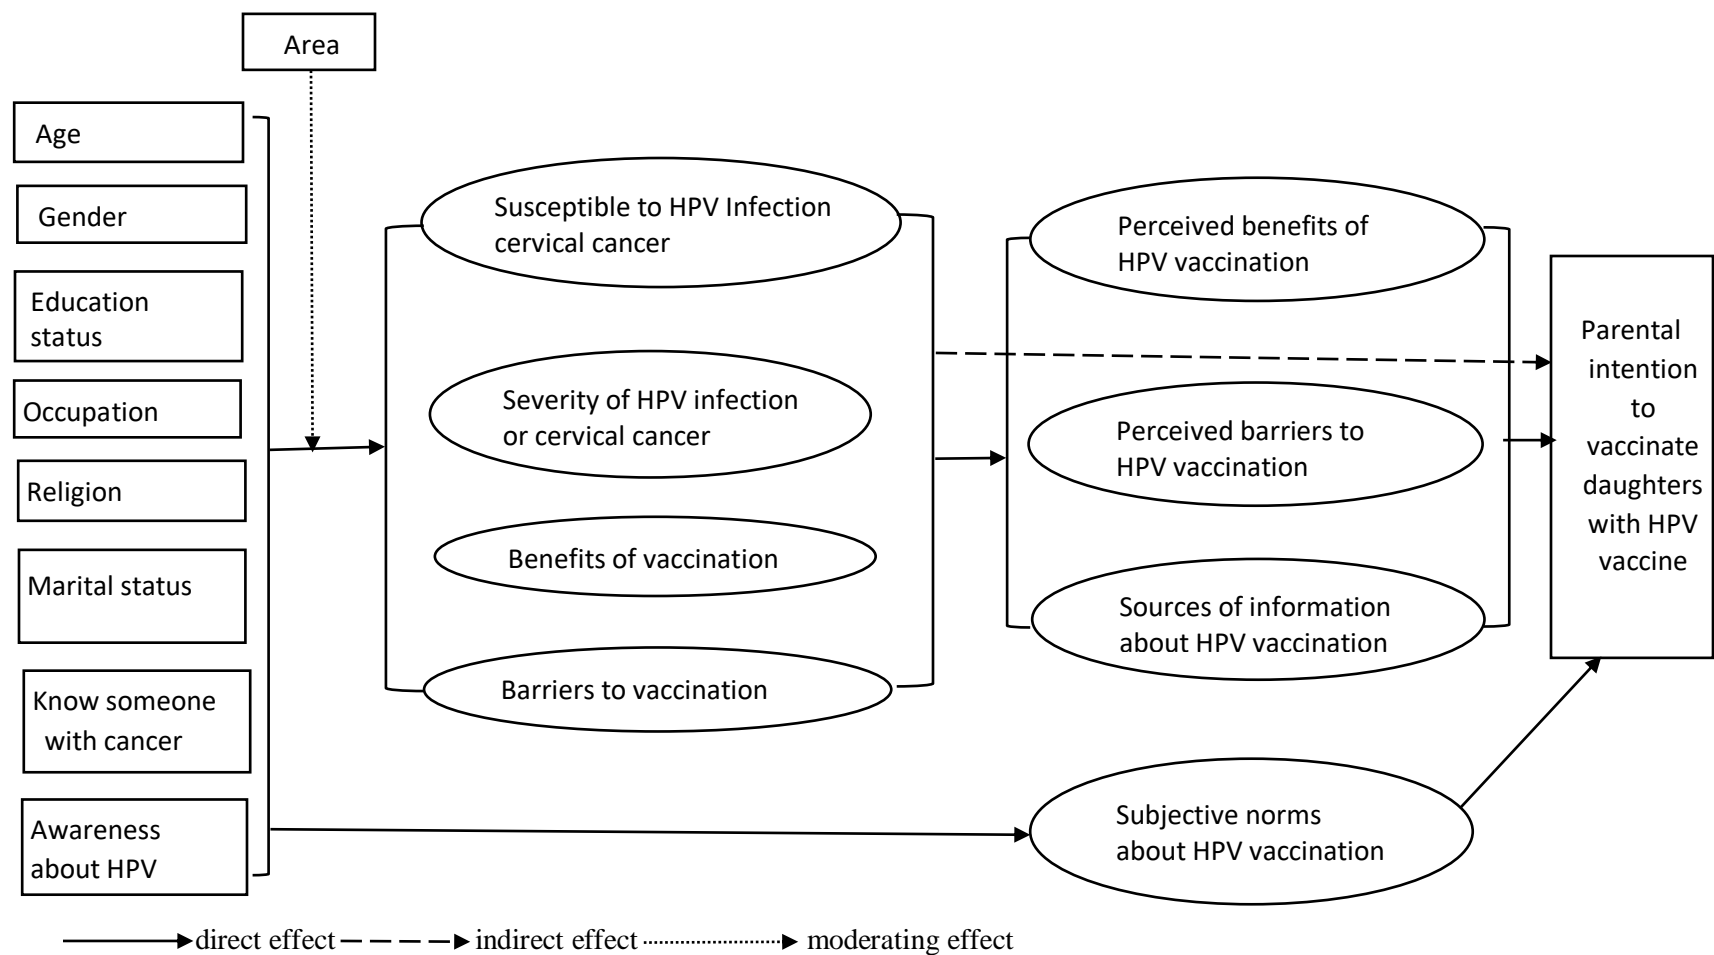 Area
Age
Gender
Education
status
Occupation
Religion
Marital status
Know someone
with cancer
Awareness
about HPV
Susceptible to HPV Infection
cervical cancer
Severity of HPV infection
or cervical cancer
Benefits of vaccination
Barriers to vaccination
Perceived benefits of
HPV vaccination
Perceived barriers to
HPV vaccination
Sources of information
about HPV vaccination
Subjective norms
about HPV vaccination
Parental
intention
to
vaccinate
daughters
with HPV
vaccine
direct effect indirect effect moderating effect